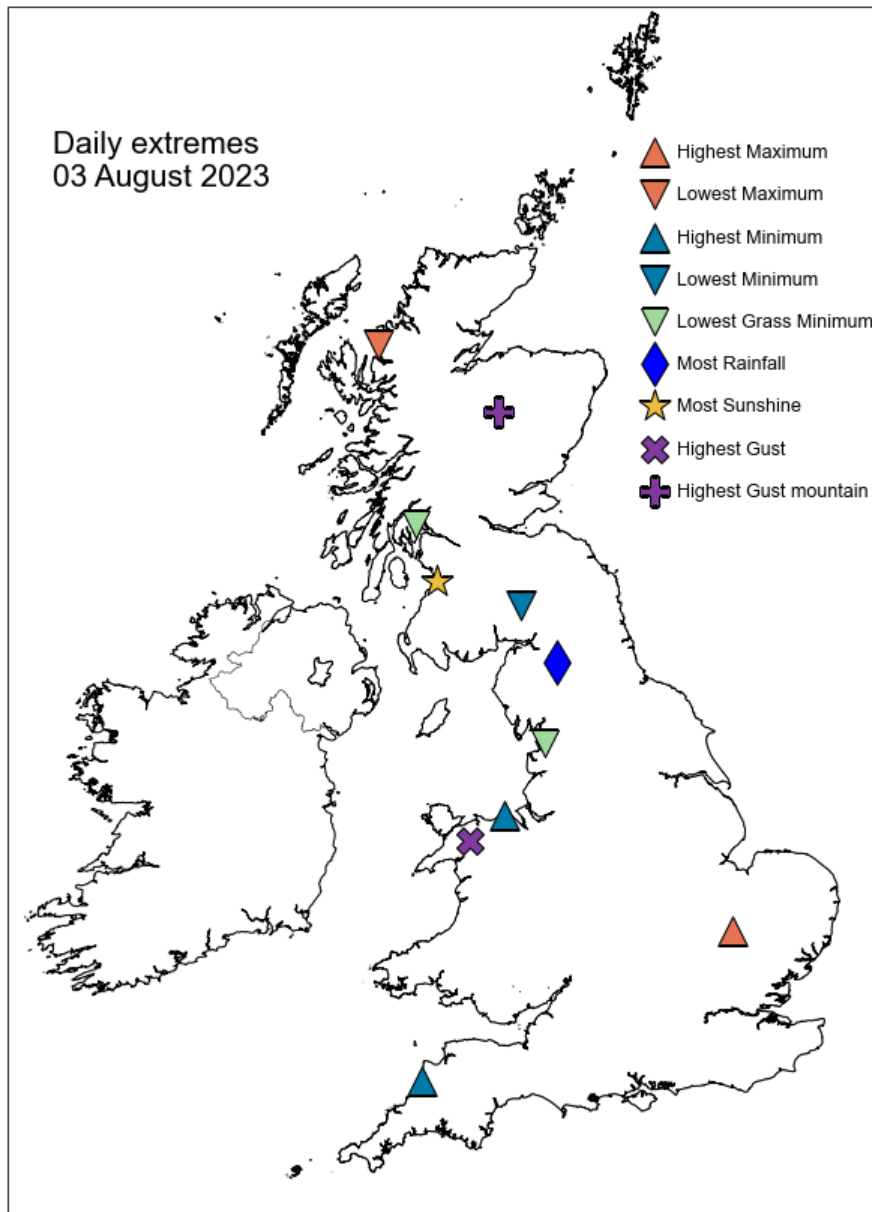 Daily extremes
03 August 2023
Highest Maximum
Lowest Maximum
Highest Minimum
Lowest Minimum
Lowest Grass Minimum
Most Rainfall
Most Sunshine
Highest Gust
Highest Gust mountain